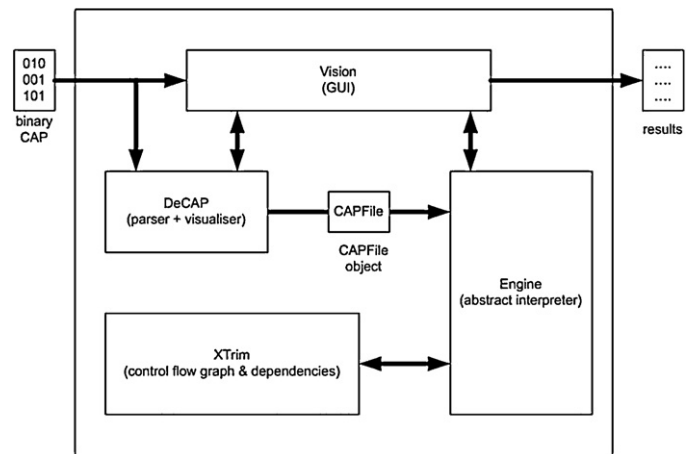 010
001
101
binary
CAP
Vision
(GUI)
....
....
....
results
DeCAP
(parser + visualiser)
CAPFile
CAPFile
object
Engine
(abstract interpreter)
XTrim
(control flow graph & dependencies)